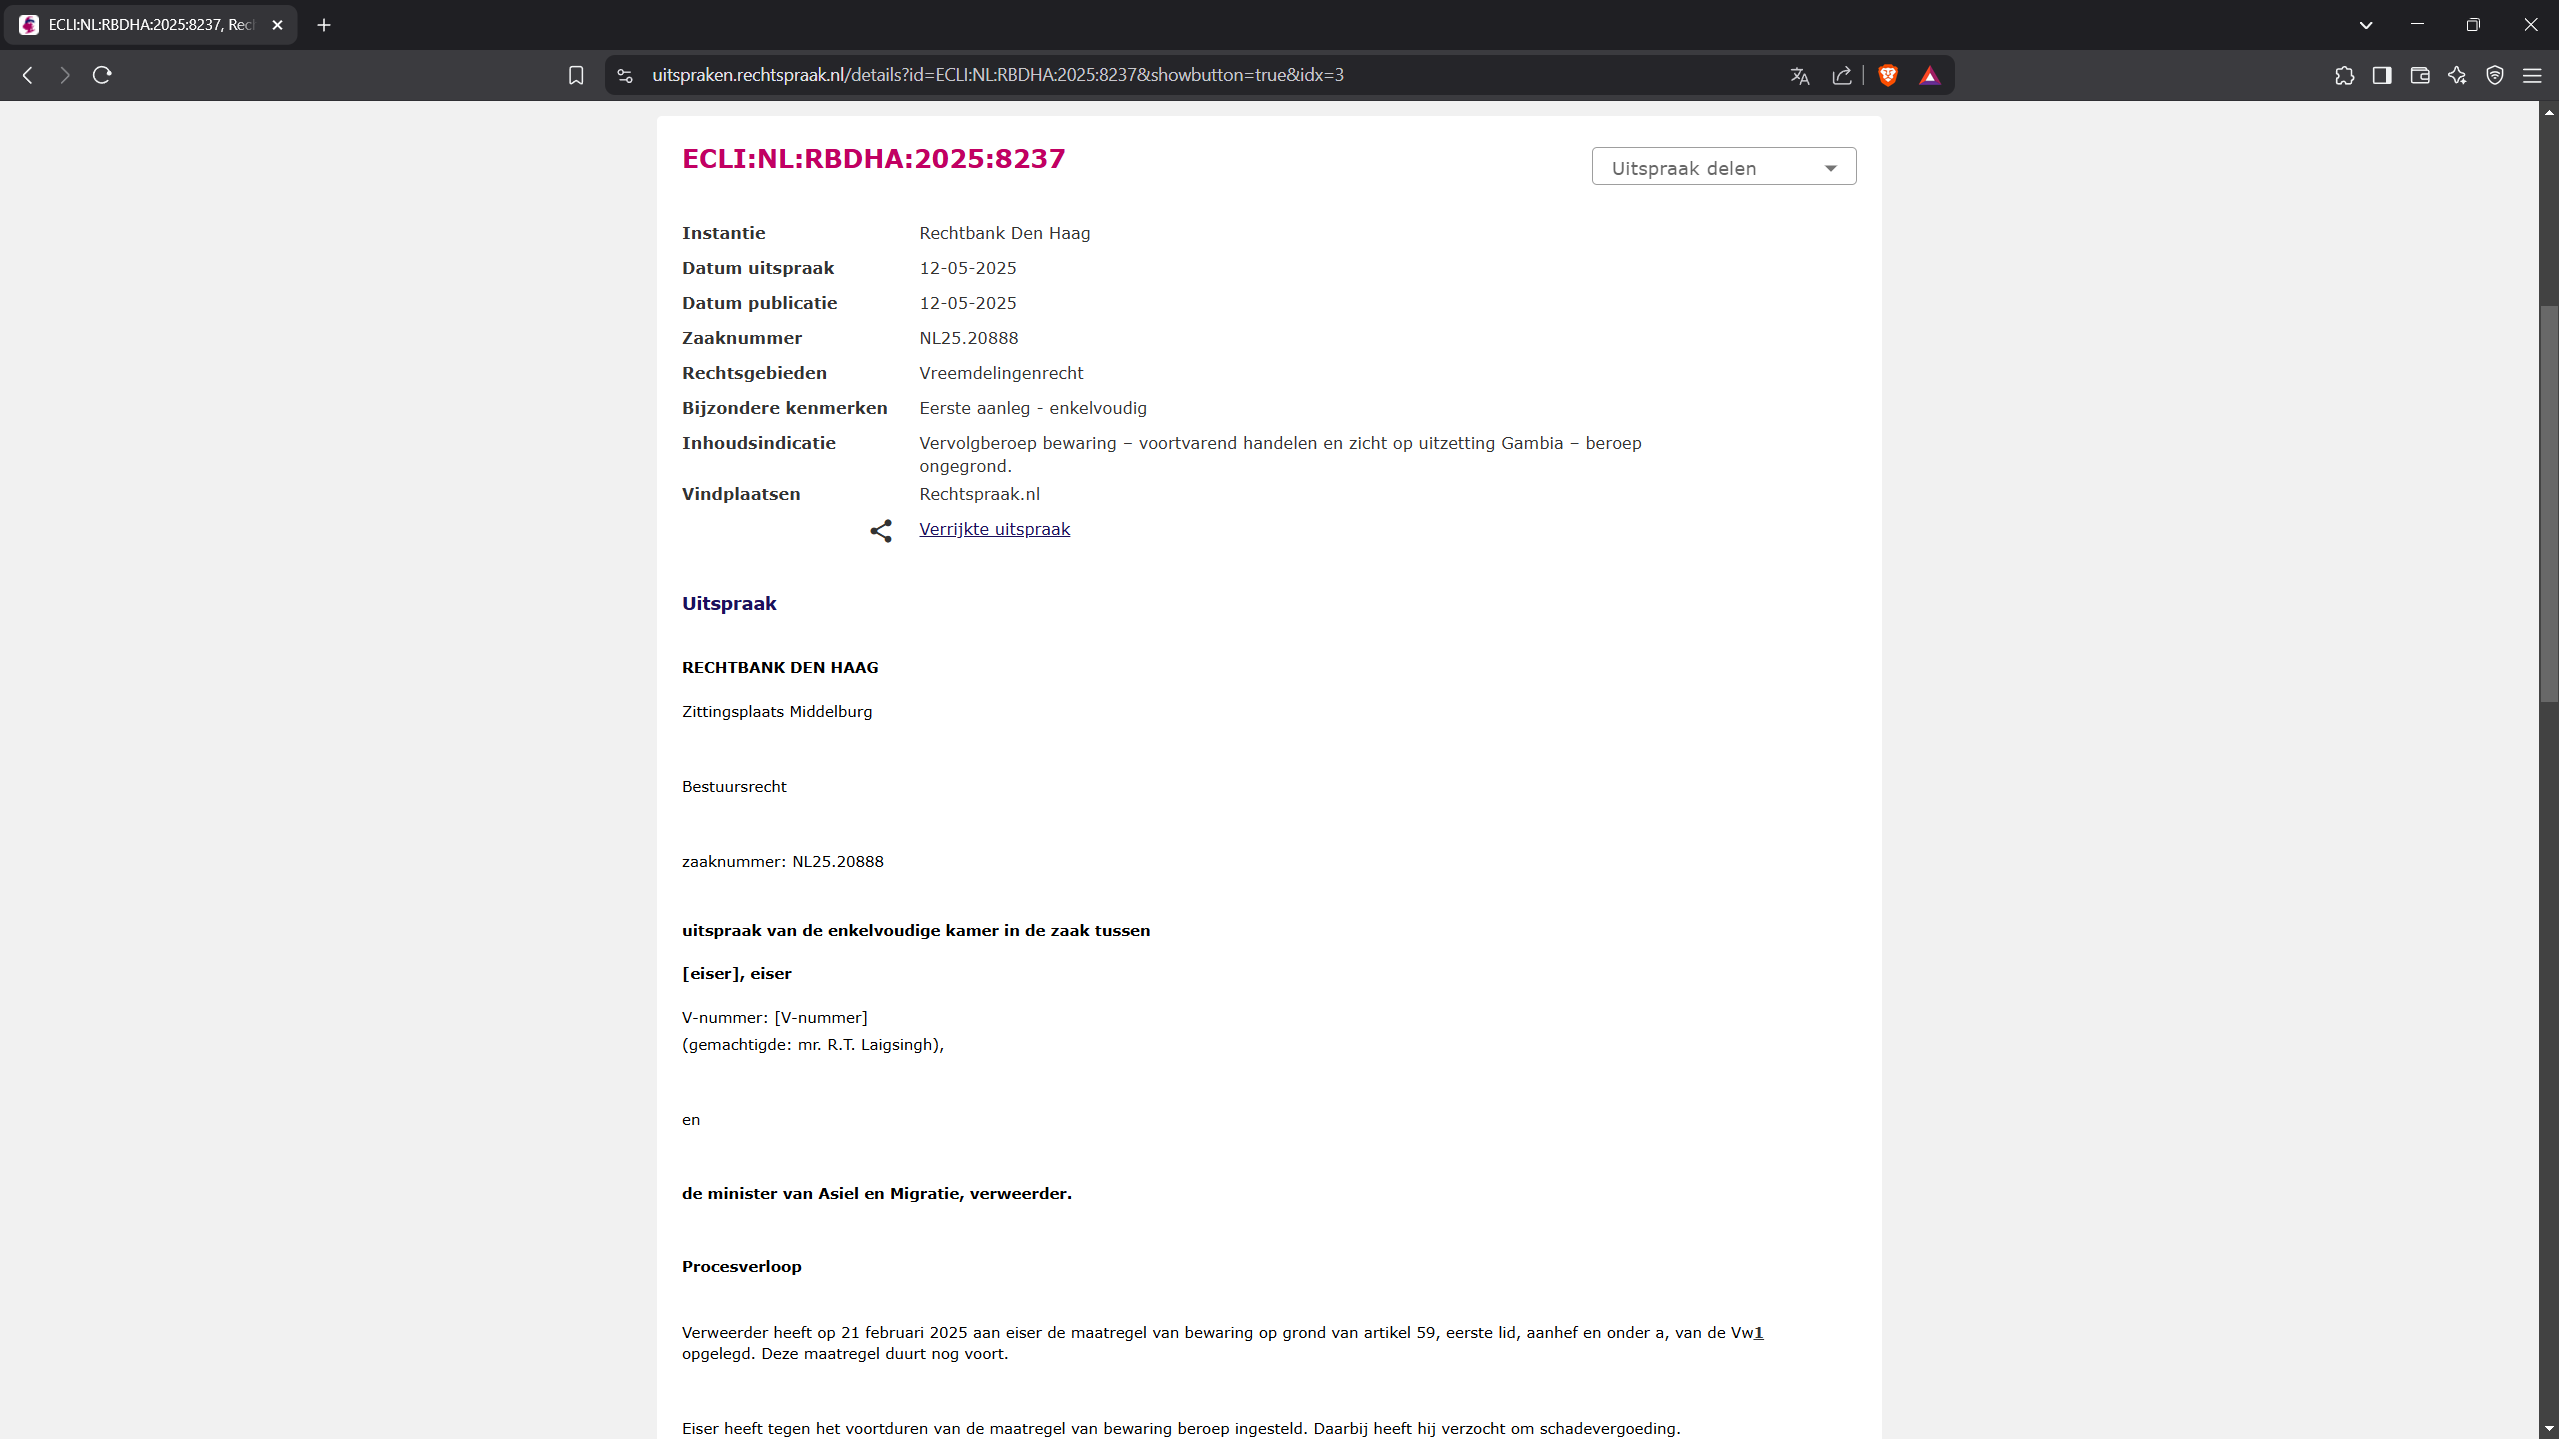 ECLI:NL:RBDHA:2025:8237, Rec
uitspraken.rechtspraak.nl/details?id=ECLI:NL:RBDHA:2025:8237&showbutton=true&idx=3
ECLI:NL:RBDHA:2025:8237
Uitspraak delen
Instantie Rechtbank Den Haag
Datum uitspraak 12-05-2025
Datum publicatie 12-05-2025
Zaaknummer NL25.20888
Rechtsgebieden Vreemdelingenrecht
Bijzondere kenmerken Eerste aanleg - enkelvoudig
Inhoudsindicatie Vervolgberoep bewaring – voortvarend handelen en zicht op uitzetting Gambia – beroep
ongegrond.
Vindplaatsen Rechtspraak.nl
Verrijkte uitspraak
Uitspraak
RECHTBANK DEN HAAG
Zittingsplaats Middelburg
Bestuursrecht
zaaknummer: NL25.20888
uitspraak van de enkelvoudige kamer in de zaak tussen
[eiser], eiser
V-nummer: [V-nummer]
(gemachtigde: mr. R.T. Laigsingh),
en
de minister van Asiel en Migratie, verweerder.
Procesverloop
Verweerder heeft op 21 februari 2025 aan eiser de maatregel van bewaring op grond van artikel 59, eerste lid, aanhef en onder a, van de Vw1
opgelegd. Deze maatregel duurt nog voort.
Eiser heeft tegen het voortduren van de maatregel van bewaring beroep ingesteld. Daarbij heeft hij verzocht om schadevergoeding.